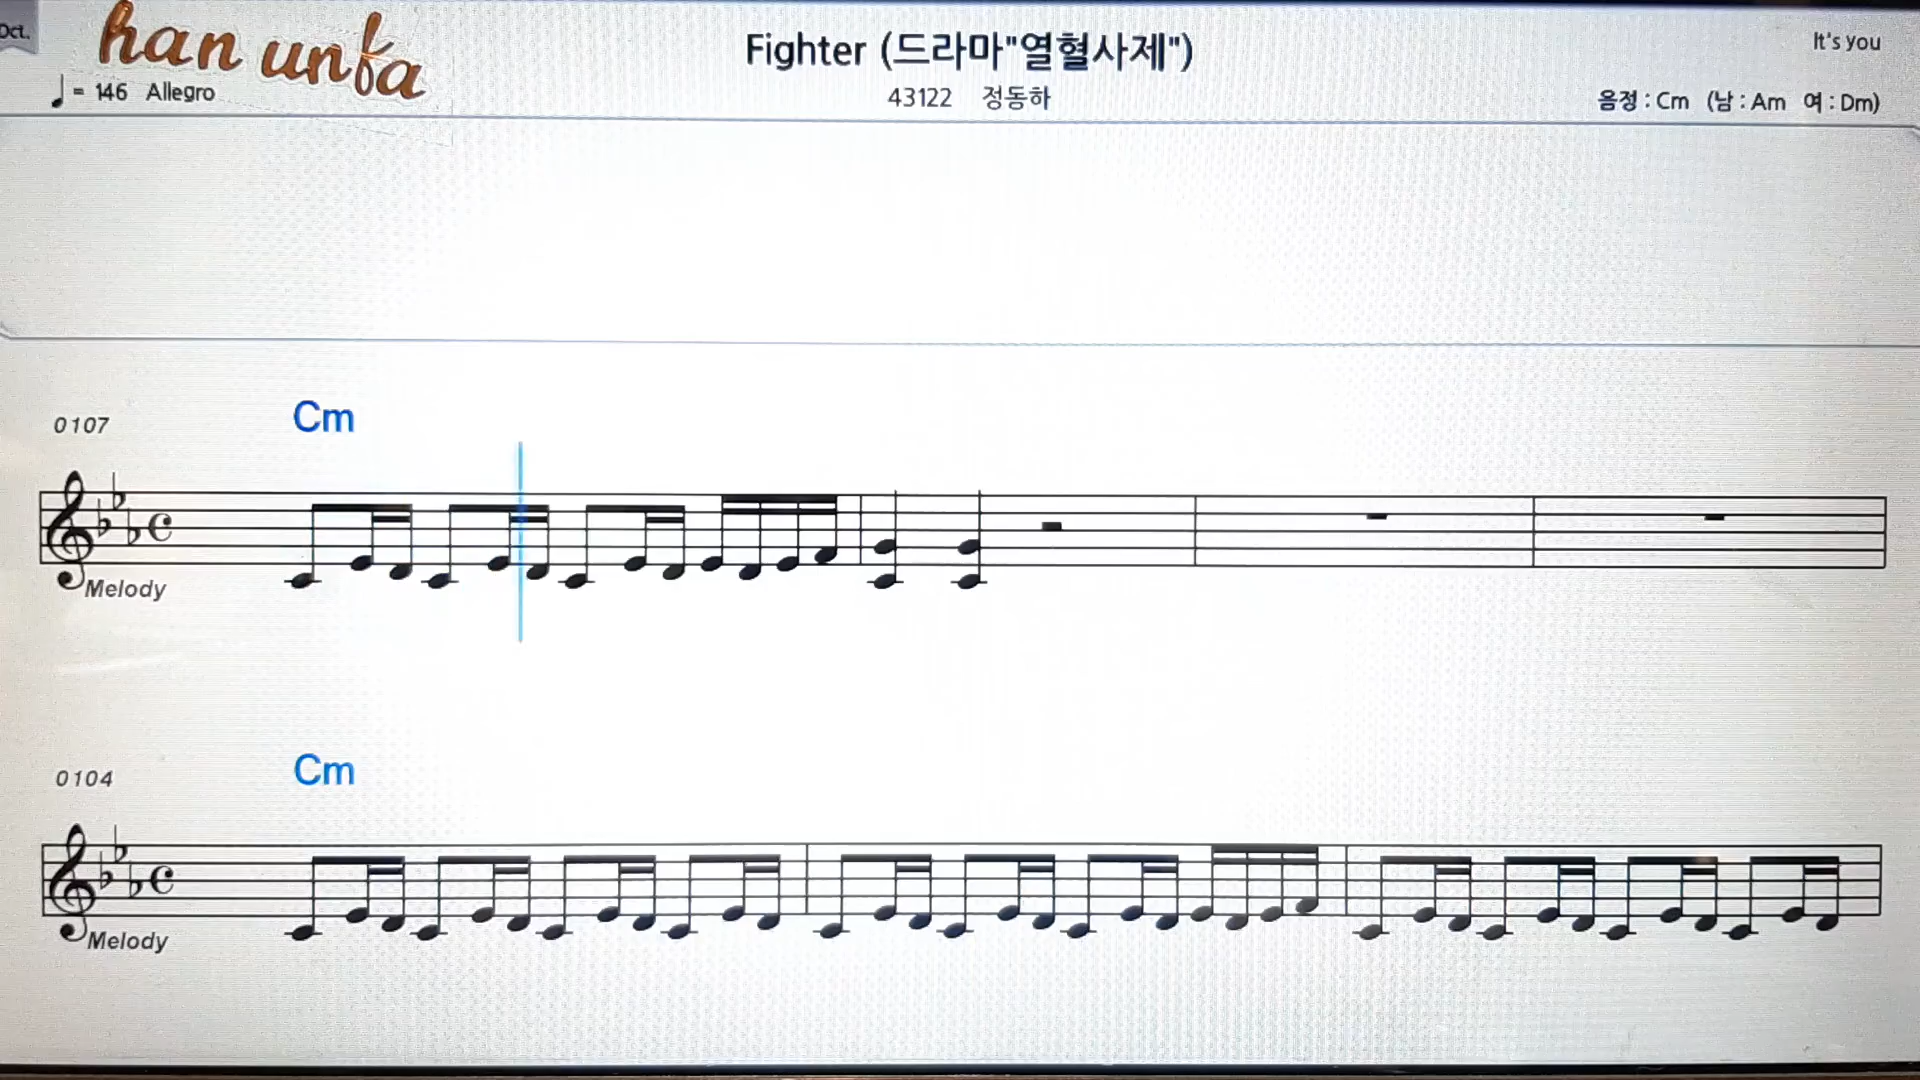 Oct.
han unfa
It's you
Fighter (드라마"열혈사제")
♩ = 146 Allegro
43122 정동하
음정 : Cm (남 : Am 여 : Dm)
0107
Cm
Melody
0104
Cm
Melody